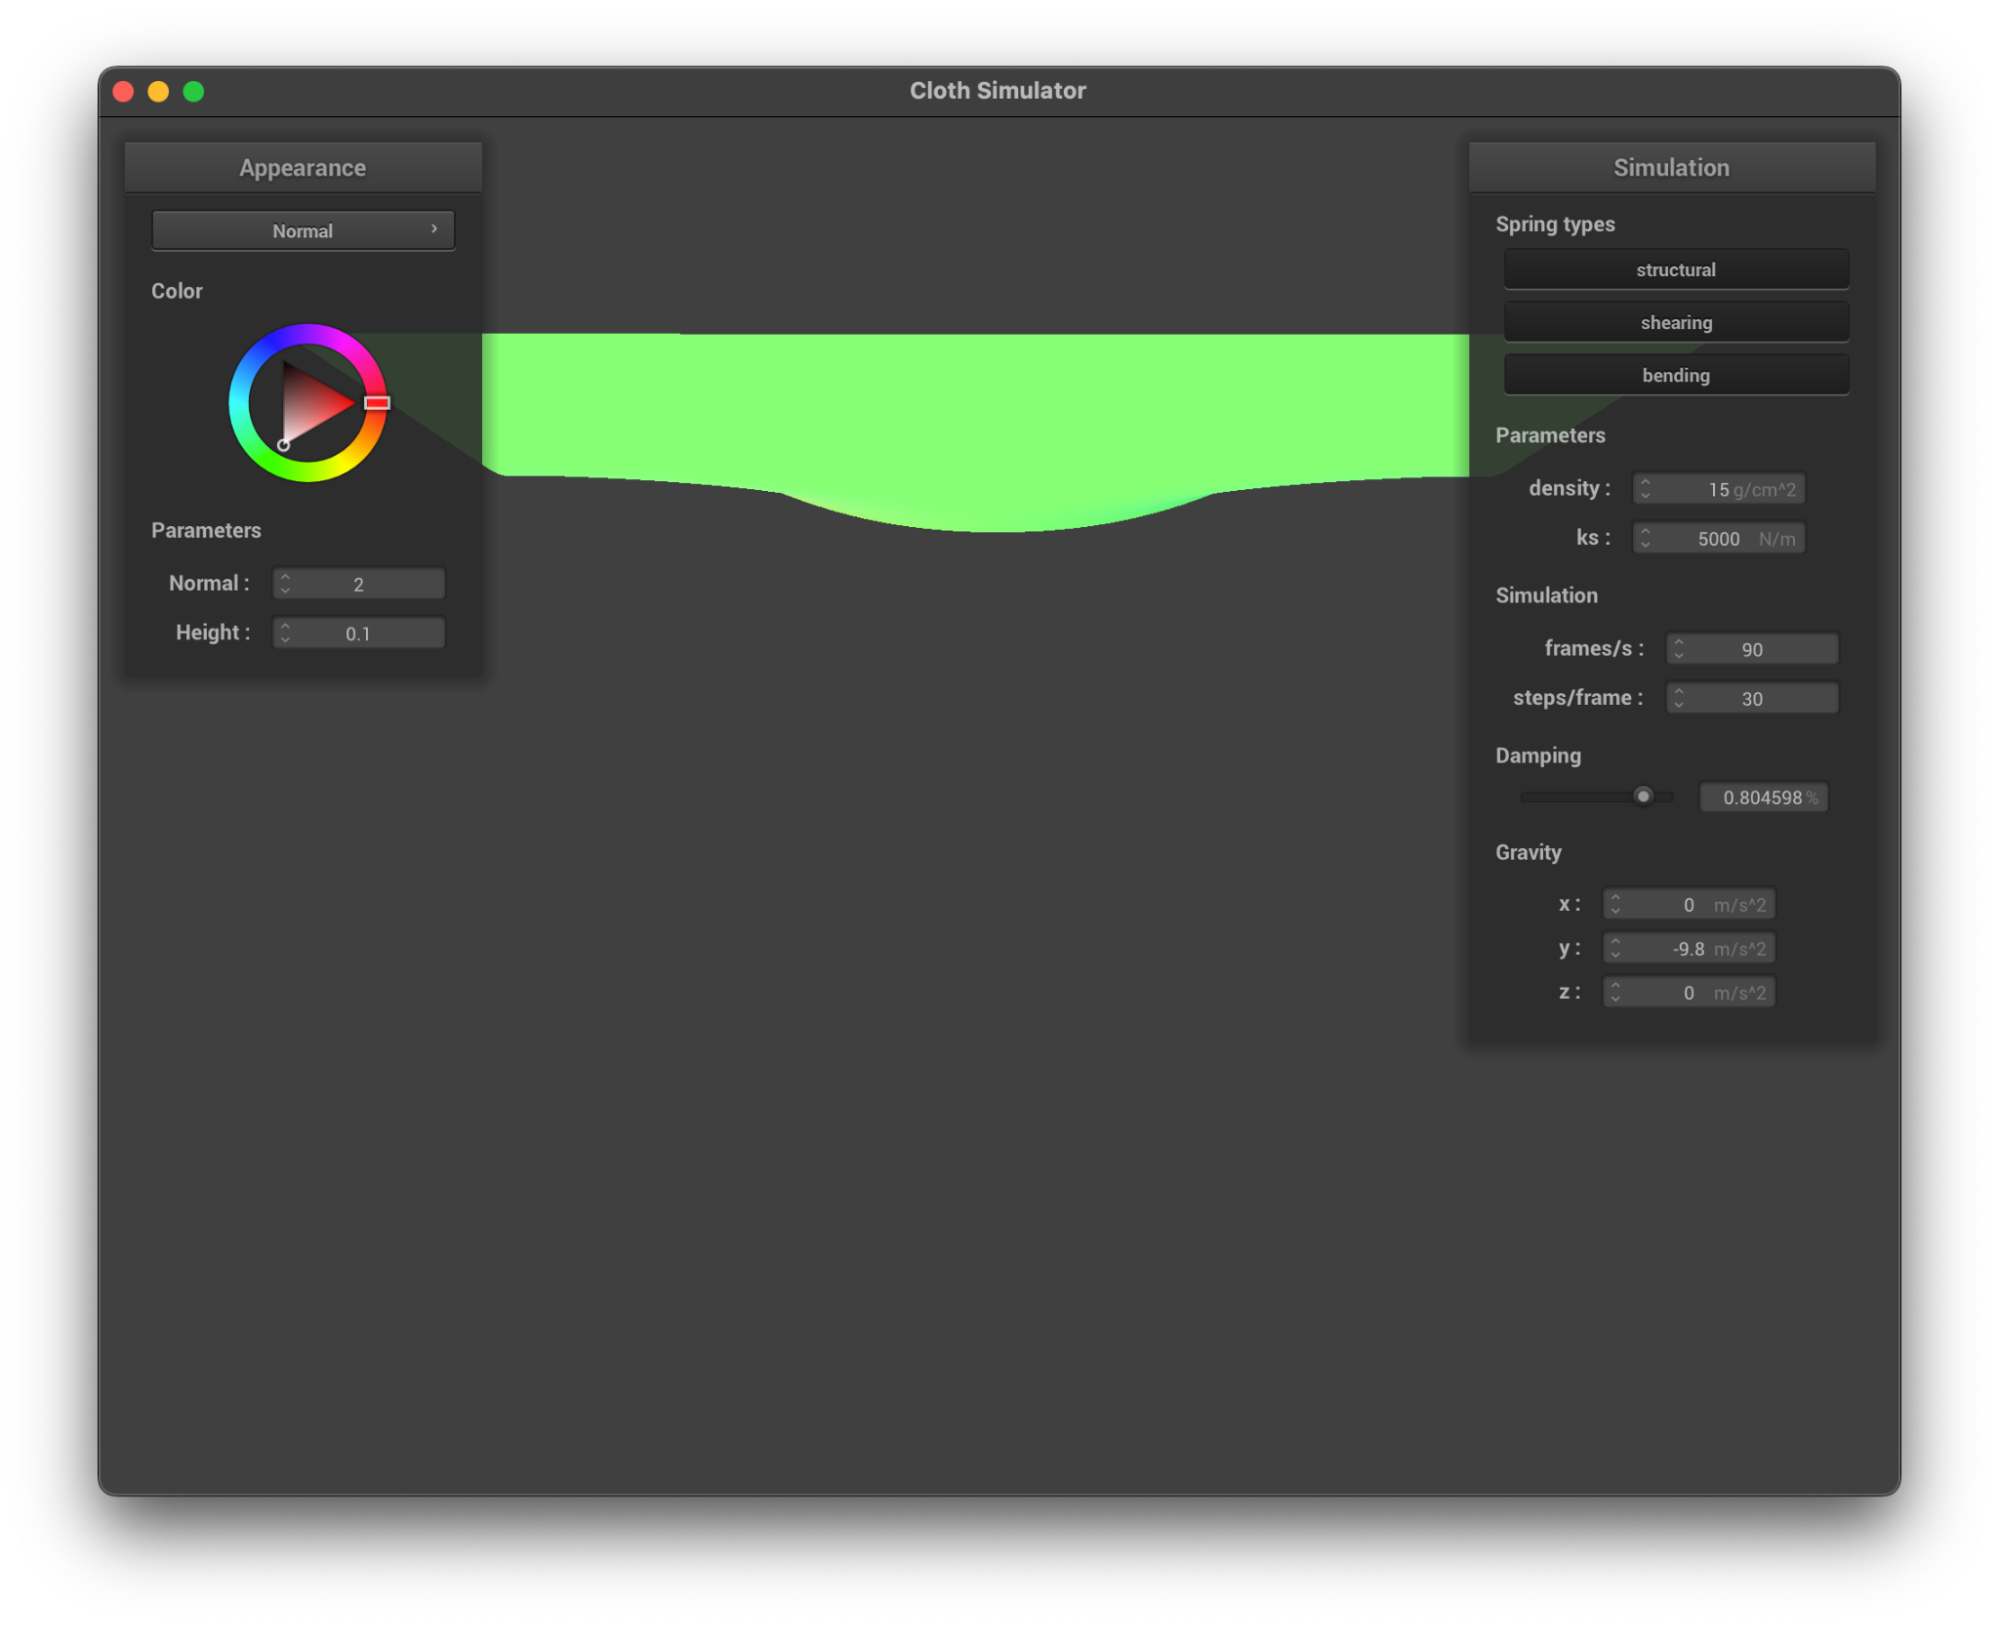 Cloth Simulator
Appearance
Normal
Color
Parameters
Normal : 2
Height : 0.1
Simulation
Spring types
structural
shearing
bending
Parameters
density : 15 g/cm^2
ks : 5000 N/m
Simulation
frames/s : 90
steps/frame : 30
Damping
0.804598 %
Gravity
x : 0 m/s^2
y : -9.8 m/s^2
z : 0 m/s^2